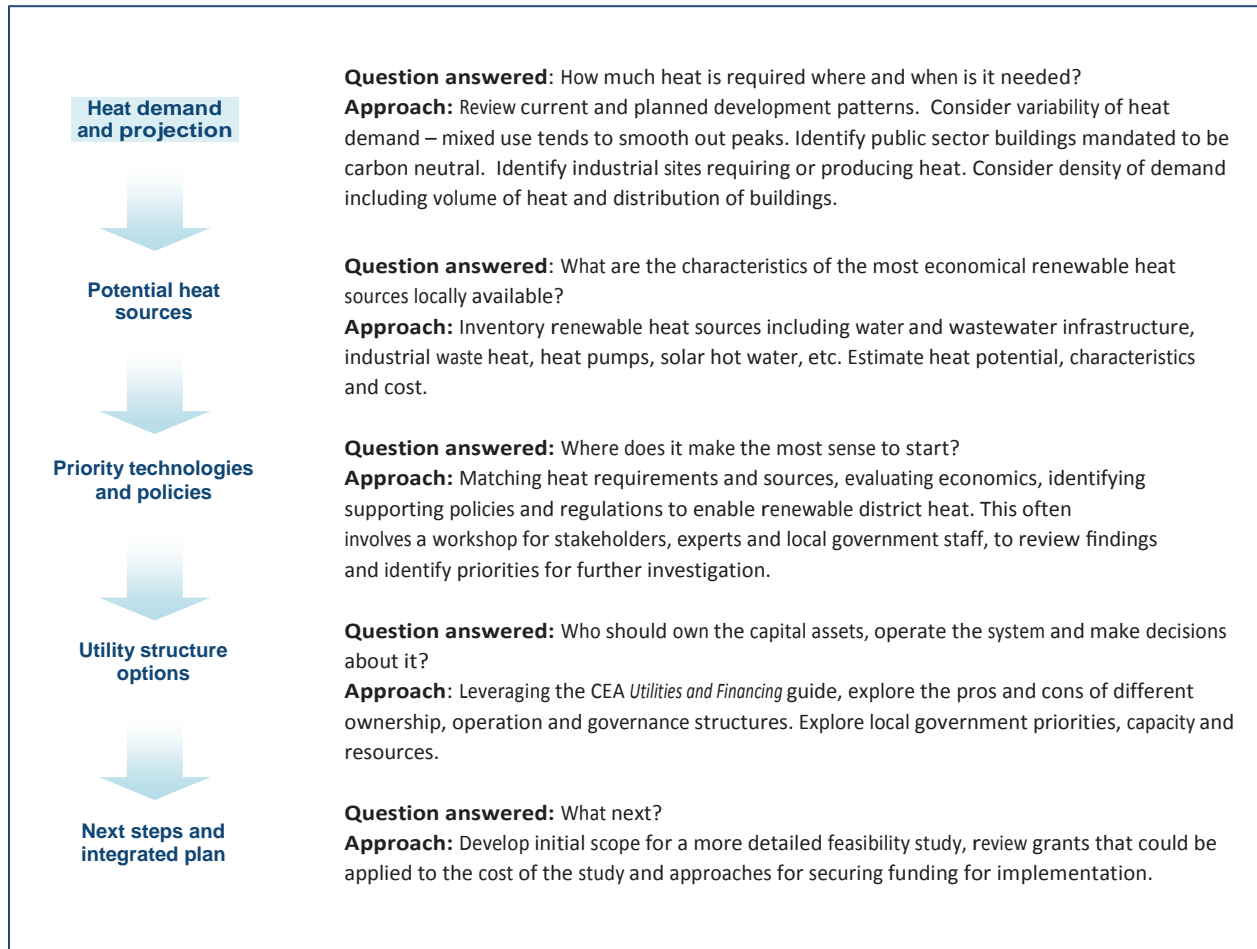 Heat demand
and projection
Question answered: How much heat is required where and when is it needed?
Approach: Review current and planned development patterns.  Consider variability of heat
demand – mixed use tends to smooth out peaks. Identify public sector buildings mandated to be
carbon neutral.  Identify industrial sites requiring or producing heat. Consider density of demand
including volume of heat and distribution of buildings.
Potential heat
sources
Question answered: What are the characteristics of the most economical renewable heat
sources locally available?
Approach: Inventory renewable heat sources including water and wastewater infrastructure,
industrial waste heat, heat pumps, solar hot water, etc. Estimate heat potential, characteristics
and cost.
Priority technologies
and policies
Question answered: Where does it make the most sense to start?
Approach: Matching heat requirements and sources, evaluating economics, identifying
supporting policies and regulations to enable renewable district heat. This often
involves a workshop for stakeholders, experts and local government staff, to review findings
and identify priorities for further investigation.
Utility structure
options
Question answered: Who should own the capital assets, operate the system and make decisions
about it?
Approach: Leveraging the CEA Utilities and Financing guide, explore the pros and cons of different
ownership, operation and governance structures. Explore local government priorities, capacity and
resources.
Next steps and
integrated plan
Question answered: What next?
Approach: Develop initial scope for a more detailed feasibility study, review grants that could be
applied to the cost of the study and approaches for securing funding for implementation.